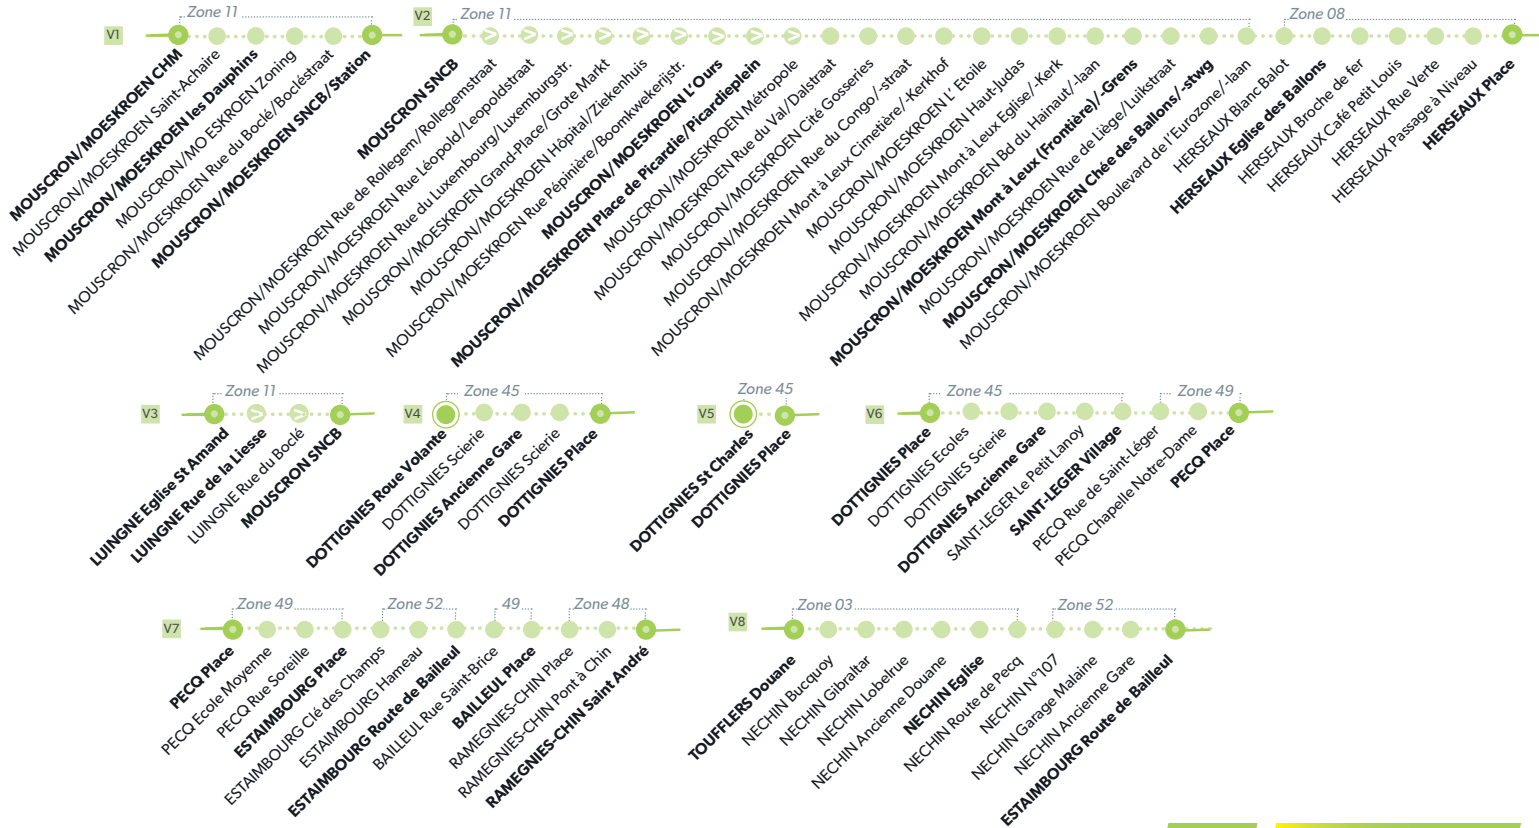 V1
Zone 11
MOUSCRON/MOESKROEN CHM
MOUSCRON/MOESKROEN Saint-Achaire
MOUSCRON/MOESKROEN les Dauphins
MOUSCRON/MOESKROEN Zoning
MOUSCRON/MOESKROEN Rue du Boclé/Bocléstraat
MOUSCRON/MOESKROEN SNCB/Station
V2
Zone 11
Zone 08
MOUSCRON SNCB
MOUSCRON/MOESKROEN Rue de Rollegem/Rollegemstraat
MOUSCRON/MOESKROEN Rue Léopold/Leopoldstraat
MOUSCRON/MOESKROEN Rue du Luxembourg/Luxemburgstr.
MOUSCRON/MOESKROEN Grand-Place/Grote Markt
MOUSCRON/MOESKROEN Hôpital/Ziekenhuis
MOUSCRON/MOESKROEN Rue Pépinière/Boomkwekerijstr.
MOUSCRON/MOESKROEN L'Ours
MOUSCRON/MOESKROEN Place de Picardie/Picardieplein
MOUSCRON/MOESKROEN Métropole
MOUSCRON/MOESKROEN Rue du Val/Dalstraat
MOUSCRON/MOESKROEN Cité Gosseries
MOUSCRON/MOESKROEN Rue du Congo/-straat
MOUSCRON/MOESKROEN Mont à Leux Cimetière/-Kerkhof
MOUSCRON/MOESKROEN L' Etoile
MOUSCRON/MOESKROEN Haut-Judas
MOUSCRON/MOESKROEN Mont à Leux Eglise/-Kerk
MOUSCRON/MOESKROEN Bd du Hainaut/-laan
MOUSCRON/MOESKROEN Mont à Leux (Frontière)/-Grens
MOUSCRON/MOESKROEN Rue de Liège/Luikstraat
MOUSCRON/MOESKROEN Chée des Ballons/-stwg
MOUSCRON/MOESKROEN Boulevard de l'Eurozone/-laan
HERSEAUX Blanc Balot
HERSEAUX Eglise des Ballons
HERSEAUX Broche de fer
HERSEAUX Café Petit Louis
HERSEAUX Rue Verte
HERSEAUX Passage à Niveau
HERSEAUX Place
V3
Zone 11
LUINGNE Eglise St Amand
LUINGNE Rue de la Liesse
LUINGNE Rue du Boclé
MOUSCRON SNCB
V4
Zone 45
DOTTIGNIES Roue Volante
DOTTIGNIES Scierie
DOTTIGNIES Ancienne Gare
DOTTIGNIES Scierie
DOTTIGNIES Place
V5
Zone 45
DOTTIGNIES St Charles
DOTTIGNIES Place
V6
Zone 45
Zone 49
DOTTIGNIES Place
DOTTIGNIES Ecoles
DOTTIGNIES Scierie
DOTTIGNIES Ancienne Gare
SAINT-LEGER Le Petit Lanoy
SAINT-LEGER Village
PECQ Rue de Saint-Léger
PECQ Chapelle Notre-Dame
PECQ Place
V7
Zone 49
Zone 52
49
Zone 48
PECQ Place
PECQ Ecole Moyenne
PECQ Rue Soreille
ESTAIMBOURG Place
ESTAIMBOURG Clé des Champs
ESTAIMBOURG Hameau
ESTAIMBOURG Route de Bailleul
BAILLEUL Rue Saint-Brice
BAILLEUL Place
RAMEGNIES-CHIN Place
RAMEGNIES-CHIN Pont à Chin
RAMEGNIES-CHIN Saint André
V8
Zone 03
Zone 52
TOUFFLERS Douane
NECHIN Bucquoy
NECHIN Gibraltar
NECHIN Lobelrue
NECHIN Ancienne Douane
NECHIN Eglise
NECHIN Route de Pecq
NECHIN N°107
NECHIN Garage Malaine
NECHIN Ancienne Gare
ESTAIMBOURG Route de Bailleul